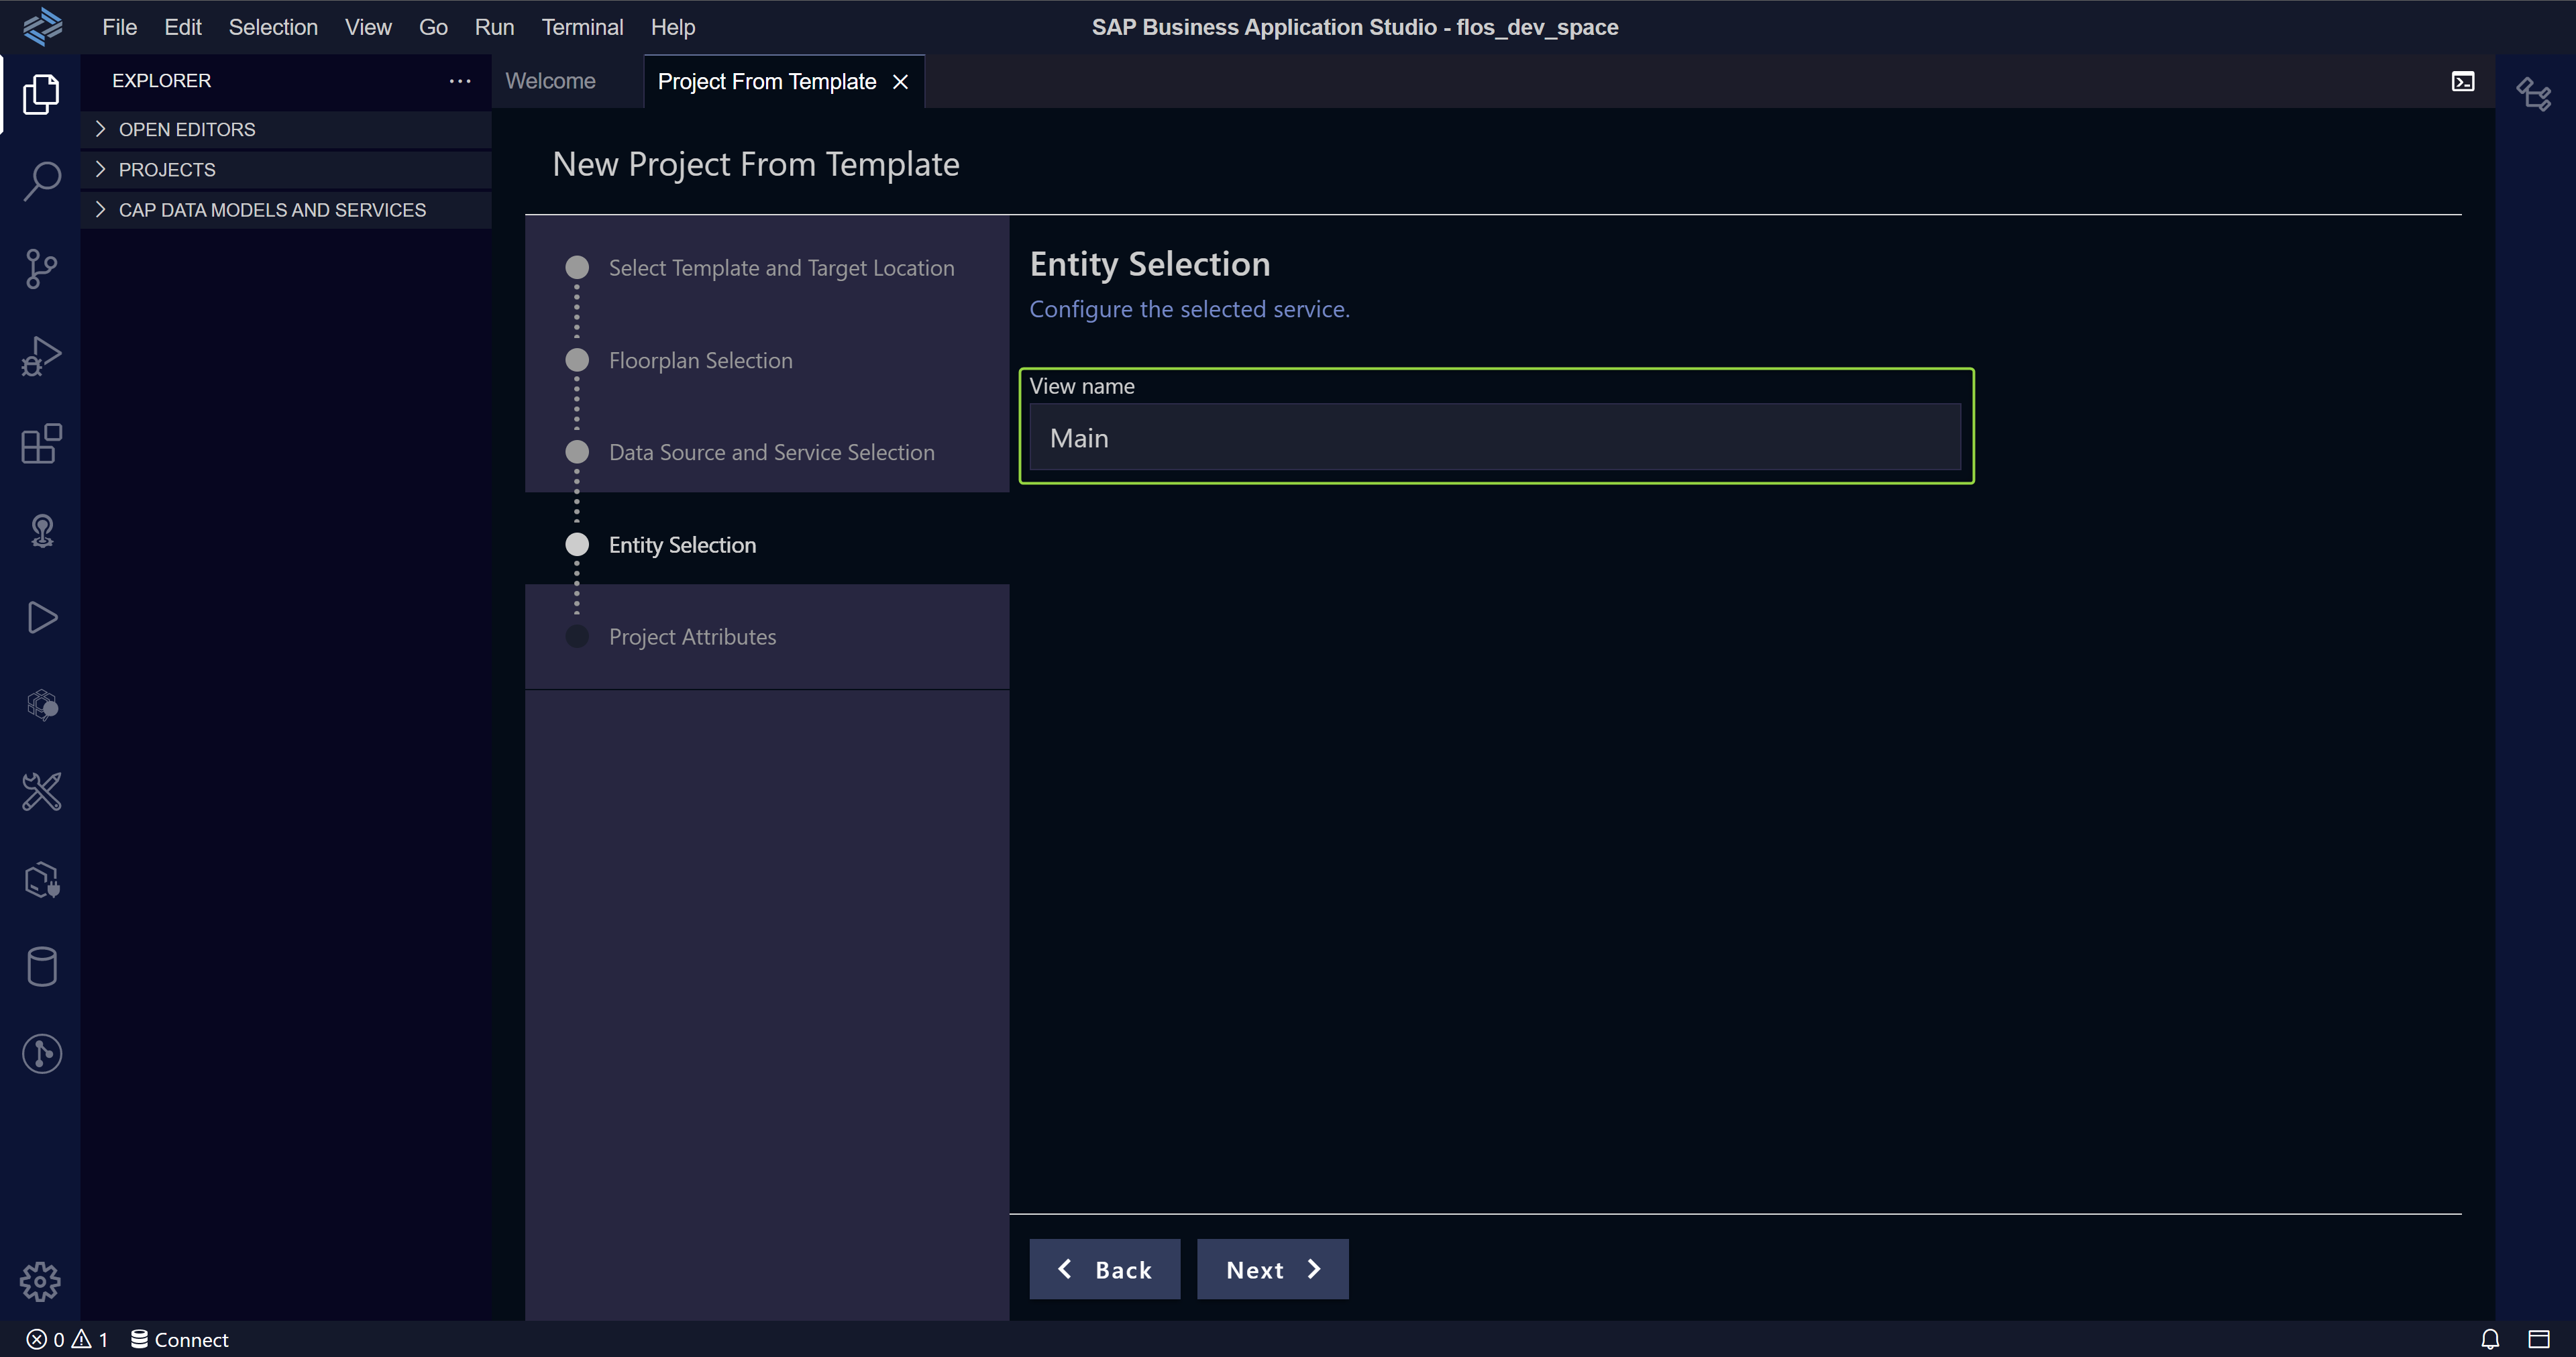 File Edit Selection View Go Run Terminal Help
SAP Business Application Studio - flos_dev_space
EXPLORER
Welcome
Project From Template
OPEN EDITORS
PROJECTS
CAP DATA MODELS AND SERVICES
New Project From Template
Select Template and Target Location
Floorplan Selection
Data Source and Service Selection
Entity Selection
Project Attributes
Entity Selection
Configure the selected service.
View name
Main
Back
Next
0 1 Connect